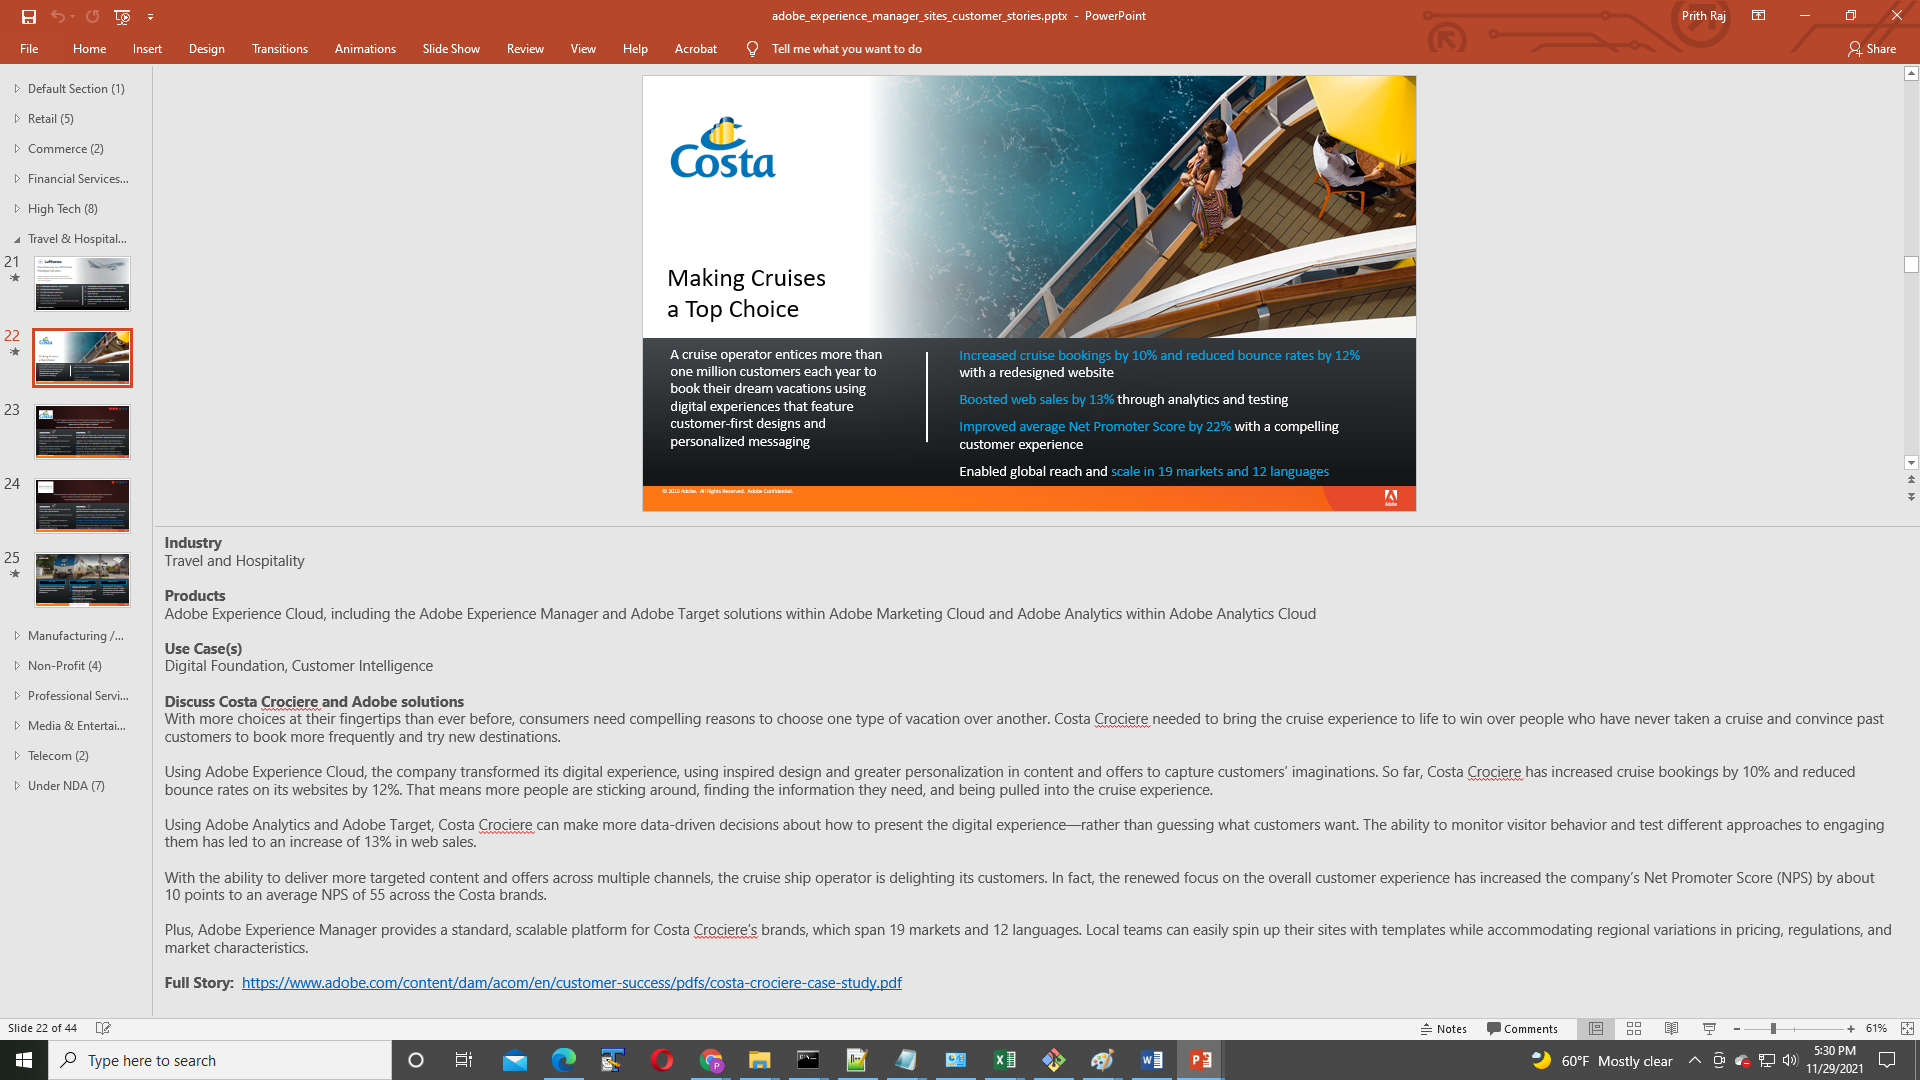 adobe_experience_manager_sites_customer_stories.pptx - PowerPoint
Prith Raj
File
Home
Insert
Design
Transitions
Animations
Slide Show
Review
View
Help
Acrobat
Tell me what you want to do
Share
Default Section (1)
Retail (5)
Commerce (2)
Financial Services...
High Tech (8)
Travel & Hospital...
21
22
23
24
25
Manufacturing /...
Non-Profit (4)
Professional Servi...
Media & Entertai...
Telecom (2)
Under NDA (7)
Costa
Making Cruises
a Top Choice
A cruise operator entices more than
one million customers each year to
book their dream vacations using
digital experiences that feature
customer-first designs and
personalized messaging
Increased cruise bookings by 10% and reduced bounce rates by 12%
with a redesigned website
Boosted web sales by 13% through analytics and testing
Improved average Net Promoter Score by 22% with a compelling
customer experience
Enabled global reach and scale in 19 markets and 12 languages
© 2019 Adobe. All Rights Reserved. Adobe Confidential.
Adobe
Industry
Travel and Hospitality
Products
Adobe Experience Cloud, including the Adobe Experience Manager and Adobe Target solutions within Adobe Marketing Cloud and Adobe Analytics within Adobe Analytics Cloud
Use Case(s)
Digital Foundation, Customer Intelligence
Discuss Costa Crociere and Adobe solutions
With more choices at their fingertips than ever before, consumers need compelling reasons to choose one type of vacation over another. Costa Crociere needed to bring the cruise experience to life to win over people who have never taken a cruise and convince past
customers to book more frequently and try new destinations.
Using Adobe Experience Cloud, the company transformed its digital experience, using inspired design and greater personalization in content and offers to capture customers' imaginations. So far, Costa Crociere has increased cruise bookings by 10% and reduced
bounce rates on its websites by 12%. That means more people are sticking around, finding the information they need, and being pulled into the cruise experience.
Using Adobe Analytics and Adobe Target, Costa Crociere can make more data-driven decisions about how to present the digital experience—rather than guessing what customers want. The ability to monitor visitor behavior and test different approaches to engaging
them has led to an increase of 13% in web sales.
With the ability to deliver more targeted content and offers across multiple channels, the cruise ship operator is delighting its customers. In fact, the renewed focus on the overall customer experience has increased the company's Net Promoter Score (NPS) by about
10 points to an average NPS of 55 across the Costa brands.
Plus, Adobe Experience Manager provides a standard, scalable platform for Costa Crociere's brands, which span 19 markets and 12 languages. Local teams can easily spin up their sites with templates while accommodating regional variations in pricing, regulations, and
market characteristics.
Full Story: https://www.adobe.com/content/dam/acom/en/customer-success/pdfs/costa-crociere-case-study.pdf
Slide 22 of 44
Notes
Comments
61%
Type here to search
60°F Mostly clear
5:30 PM
11/29/2021